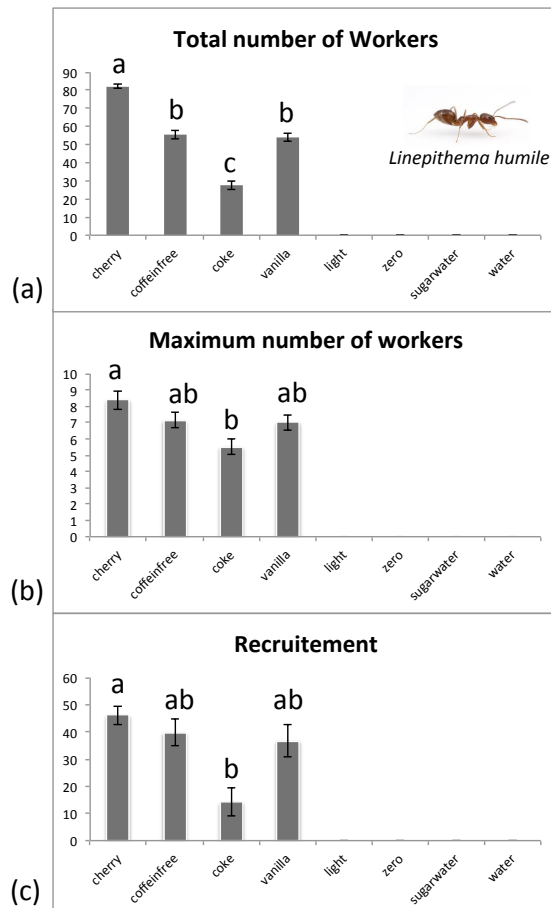 Total number of Workers
90
80
70
60
50
40
30
20
10
0
a
b
c
b
Linepithema humile
cherry
coffeinfree
coke
vanilla
light
zero
sugarwater
water
(a)
Maximum number of workers
10
9
8
7
6
5
4
3
2
1
0
a
ab
b
ab
cherry
coffeinfree
coke
vanilla
light
zero
sugarwater
water
(b)
Recruitement
60
50
40
30
20
10
0
a
ab
b
ab
cherry
coffeinfree
coke
vanilla
light
zero
sugarwater
water
(c)